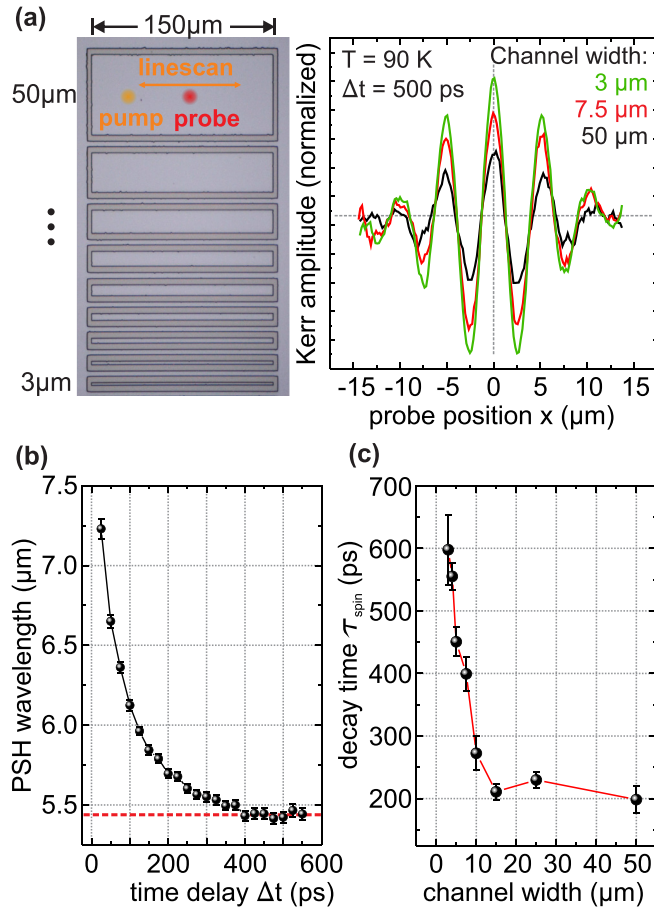 (a)
150μm
50μm
linescan
pump
probe
3μm
T = 90 K
Δt = 500 ps
Channel width:
3 μm
7.5 μm
50 μm
Kerr amplitude (normalized)
-15 -10 -5 0 5 10 15
probe position x (μm)
(b)
7.5
7.0
6.5
6.0
5.5
PSH wavelength (μm)
0 200 400 600
time delay Δt (ps)
(c)
700
600
500
400
300
200
decay time τspin (ps)
0 10 20 30 40 50
channel width (μm)